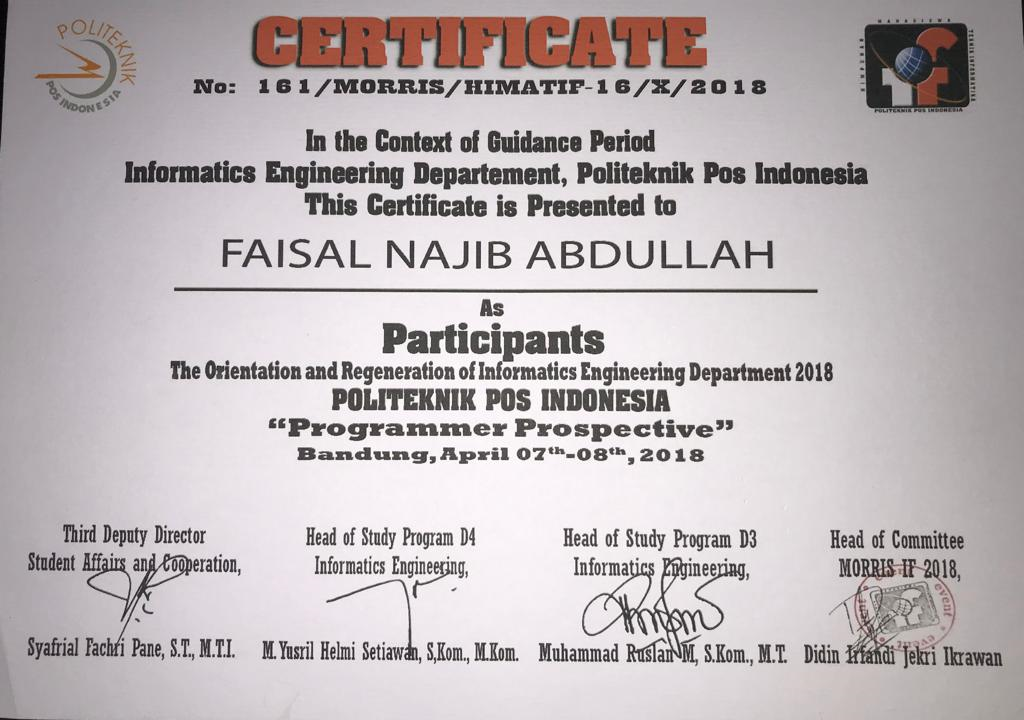 POLITEKNIK
POS INDONESIA
CERTIFICATE
No: 161/MORRIS/HIMATIF-16/X/2018
HIMPUNAN
MAHASISWA
TEKNIK INFORMATIKA
if
POLITEKNIK POS INDONESIA
In the Context of Guidance Period
Informatics Engineering Departement, Politeknik Pos Indonesia
This Certificate is Presented to
FAISAL NAJIB ABDULLAH
As
Participants
The Orientation and Regeneration of Informatics Engineering Department 2018
POLITEKNIK POS INDONESIA
“Programmer Prospective”
Bandung, April 07th-08th, 2018
Third Deputy Director
Student Affairs and Cooperation,
Syafrial Fachri Pane, S.T., M.T.I.
Head of Study Program D4
Informatics Engineering,
M. Yusril Helmi Setiawan, S,Kom., M.Kom.
Head of Study Program D3
Informatics Engineering,
Muhammad Ruslan M, S.Kom., M.T.
Head of Committee
MORRIS IF 2018,
event
event
Didin Irfandi Jekri Ikrawan